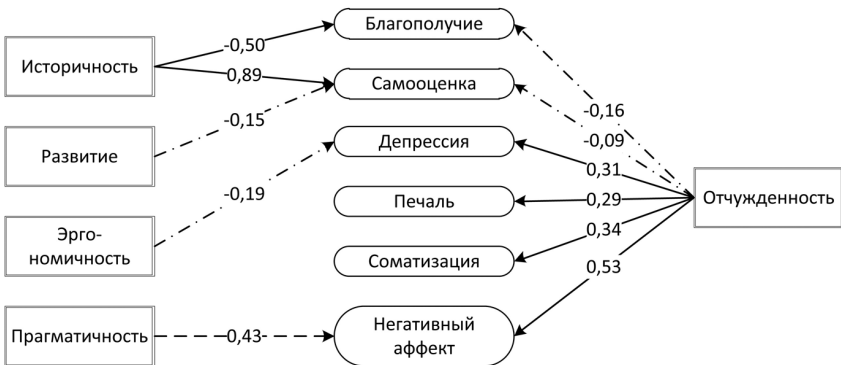 Благополучие
-0,50
Историчность
0,89
Самооценка
-0,16
-0,15
-0,09
Развитие
Депрессия
0,31
-0,19
Печаль
0,29
Отчужденность
Эрго-
номичность
0,34
Соматизация
0,53
Прагматичность
0,43
Негативный
аффект